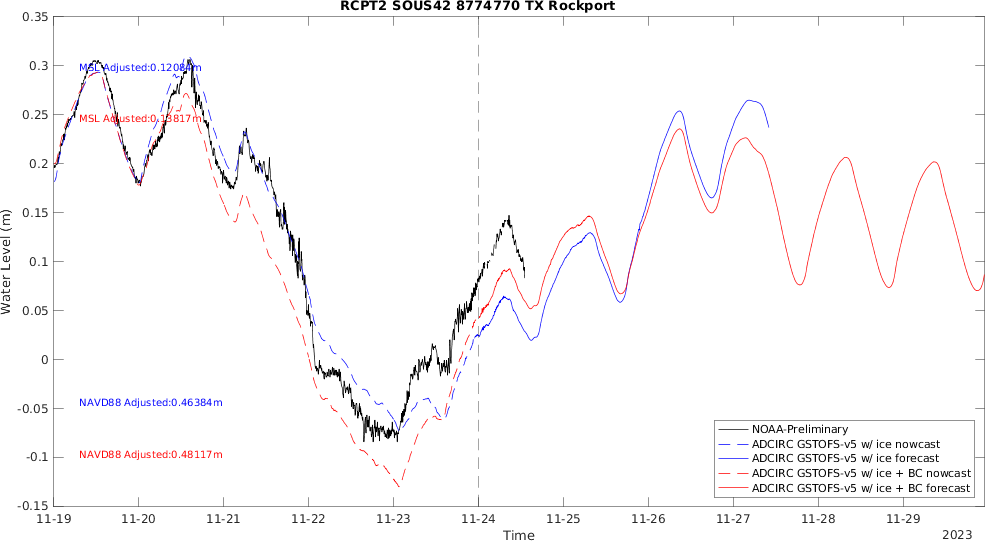 RCPT2 SOUS42 8774770 TX Rockport
0.35
0.3
0.25
0.2
0.15
0.1
0.05
0
-0.05
-0.1
-0.15
Water Level (m)
MSL Adjusted:0.12084m
MSL Adjusted:0.13817m
NAVD88 Adjusted:0.46384m
NAVD88 Adjusted:0.48117m
NOAA-Preliminary
ADCIRC GSTOFS-v5 w/ ice nowcast
ADCIRC GSTOFS-v5 w/ ice forecast
ADCIRC GSTOFS-v5 w/ ice + BC nowcast
ADCIRC GSTOFS-v5 w/ ice + BC forecast
11-19 11-20 11-21 11-22 11-23 11-24 11-25 11-26 11-27 11-28 11-29
Time
2023